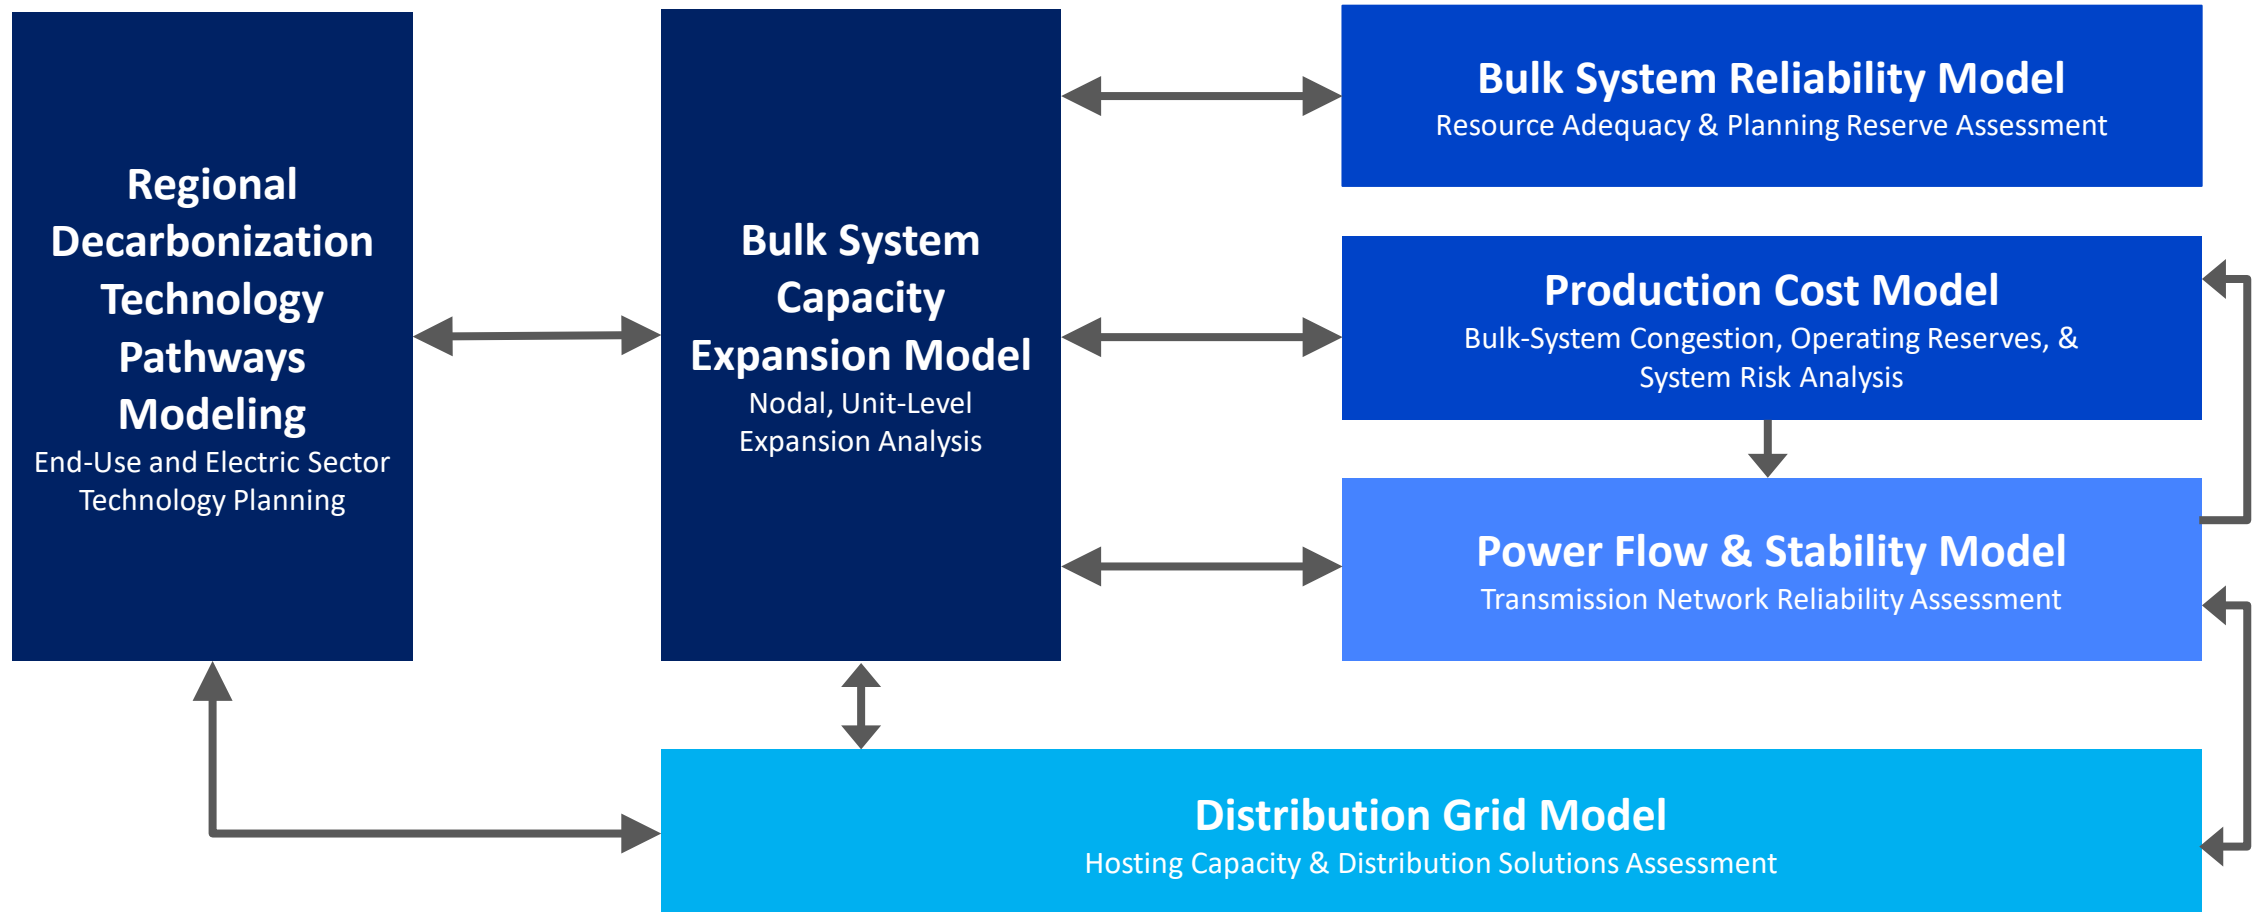 Regional
Decarbonization
Technology
Pathways
Modeling
End-Use and Electric Sector
Technology Planning
Bulk System
Capacity
Expansion Model
Nodal, Unit-Level
Expansion Analysis
Bulk System Reliability Model
Resource Adequacy & Planning Reserve Assessment
Production Cost Model
Bulk-System Congestion, Operating Reserves, &
System Risk Analysis
Power Flow & Stability Model
Transmission Network Reliability Assessment
Distribution Grid Model
Hosting Capacity & Distribution Solutions Assessment